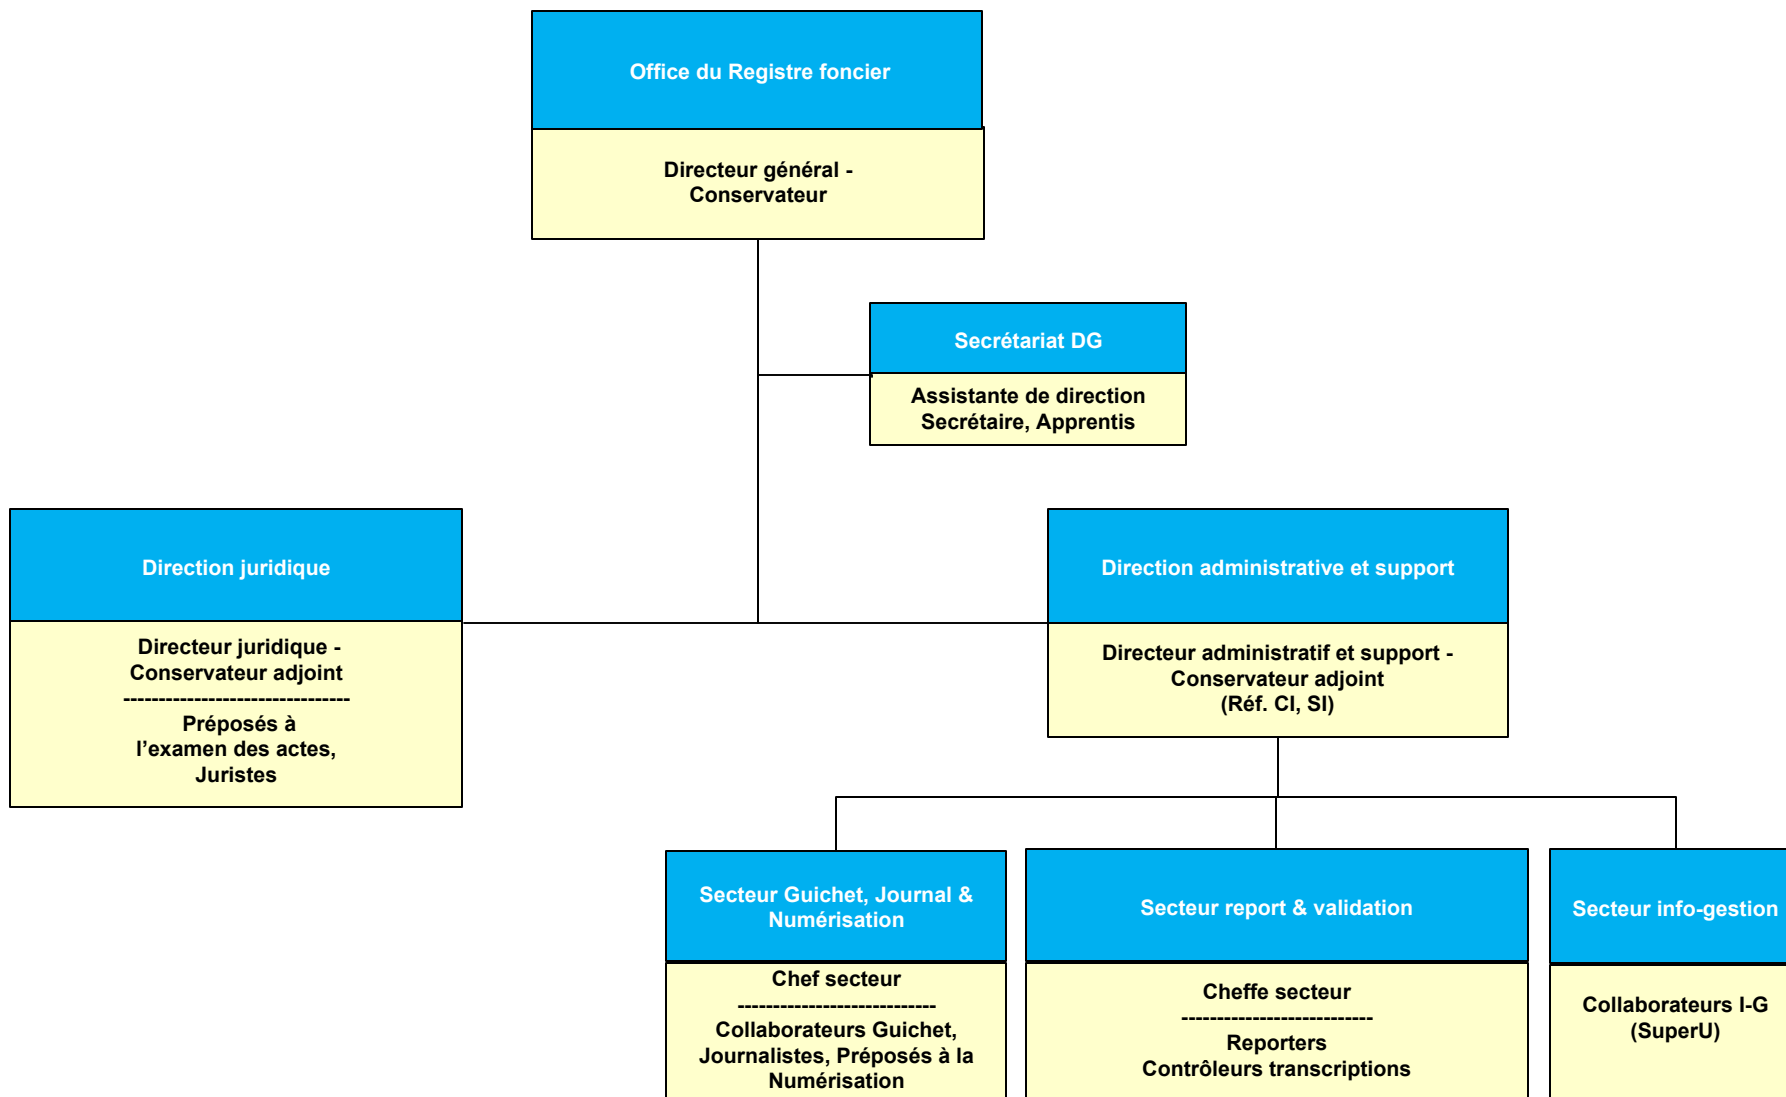 Office du Registre foncier
Directeur général -
Conservateur
Secrétariat DG
Assistante de direction
Secrétaire, Apprentis
Direction juridique
Directeur juridique -
Conservateur adjoint
--------------------------------
Préposés à
l'examen des actes,
Juristes
Direction administrative et support
Directeur administratif et support -
Conservateur adjoint
(Réf. CI, SI)
Secteur Guichet, Journal &
Numérisation
Chef secteur
----------------------------
Collaborateurs Guichet,
Journalistes, Préposés à la
Numérisation
Secteur report & validation
Cheffe secteur
---------------------------
Reporters
Contrôleurs transcriptions
Secteur info-gestion
Collaborateurs I-G
(SuperU)